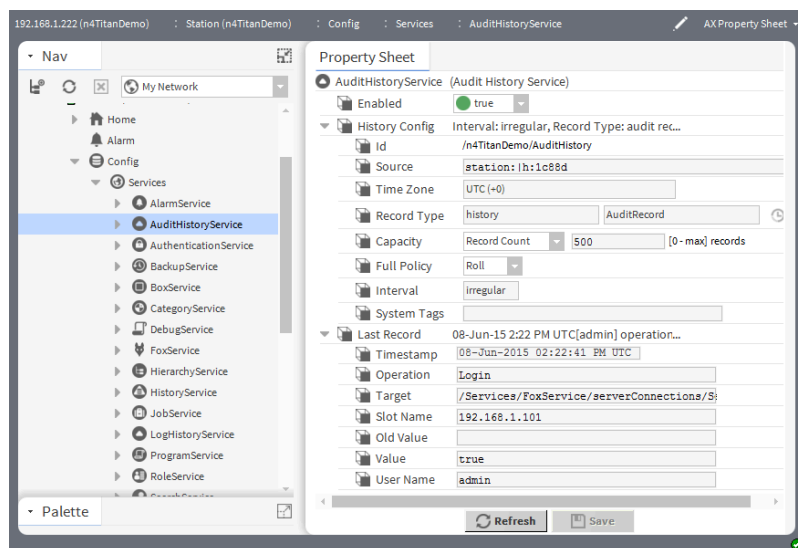 192.168.1.222 (n4TitanDemo) : Station (n4TitanDemo) : Config : Services : AuditHistoryService AX Property Sheet
Nav
My Network
Home
Alarm
Config
Services
AlarmService
AuditHistoryService
AuthenticationService
BackupService
BoxService
CategoryService
DebugService
FoxService
HierarchyService
HistoryService
JobService
LogHistoryService
ProgramService
RoleService
Palette
Property Sheet
AuditHistoryService (Audit History Service)
Enabled true
History Config Interval: irregular, Record Type: audit rec...
Id /n4TitanDemo/AuditHistory
Source station:|h:1c88d
Time Zone UTC (+0)
Record Type history AuditRecord
Capacity Record Count 500 [0 - max] records
Full Policy Roll
Interval irregular
System Tags
Last Record 08-Jun-15 2:22 PM UTC[admin] operation...
Timestamp 08-Jun-2015 02:22:41 PM UTC
Operation Login
Target /Services/FoxService/serverConnections/
Slot Name 192.168.1.101
Old Value
Value true
User Name admin
Refresh Save